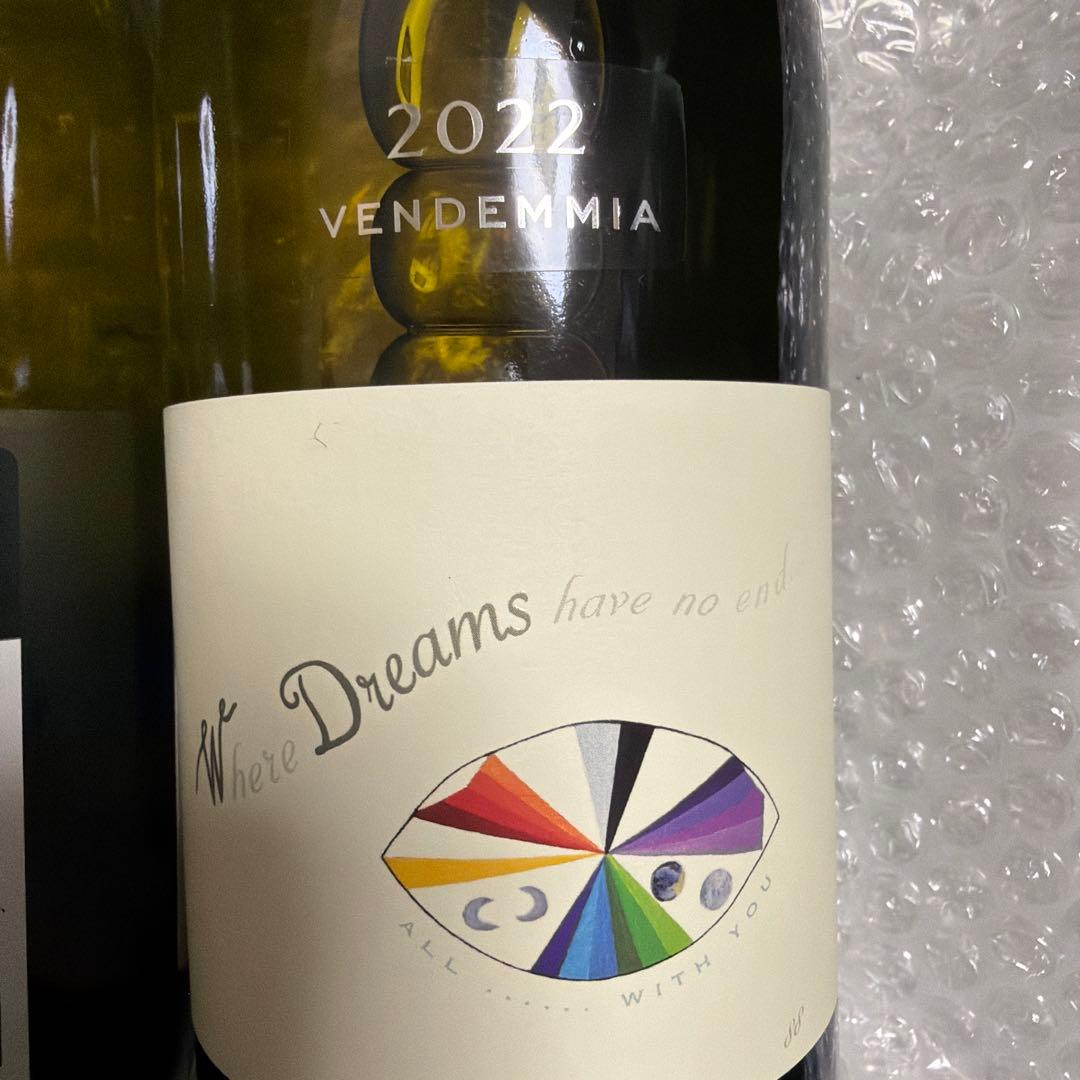 2022
VENDEMMIA
Where Dreams have no end..
ALL ...... WITH YOU